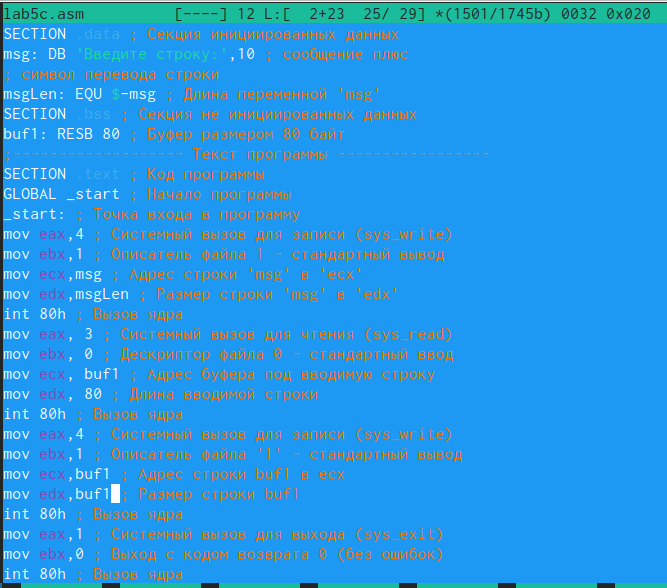 lab5c.asm [----] 12 L:[ 2+23 25/ 29] *(1501/1745b) 0032 0x020
SECTION .data ; Секция инициированных данных
msg: DB 'Введите строку:',10 ; сообщение плюс
; символ перевода строки
msgLen: EQU $-msg ; Длина переменной 'msg'
SECTION .bss ; Секция не инициированных данных
buf1: RESB 80 ; Буфер размером 80 байт
;------------------- Текст программы -----------------
SECTION .text ; Код программы
GLOBAL _start ; Начало программы
_start: ; Точка входа в программу
mov eax,4 ; Системный вызов для записи (sys_write)
mov ebx,1 ; Описатель файла 1 - стандартный вывод
mov ecx,msg ; Адрес строки 'msg' в 'ecx'
mov edx,msgLen ; Размер строки 'msg' в 'edx'
int 80h ; Вызов ядра
mov eax, 3 ; Системный вызов для чтения (sys_read)
mov ebx, 0 ; Дескриптор файла 0 - стандартный ввод
mov ecx, buf1 ; Адрес буфера под вводимую строку
mov edx, 80 ; Длина вводимой строки
int 80h ; Вызов ядра
mov eax,4 ; Системный вызов для записи (sys_write)
mov ebx,1 ; Описатель файла '1' - стандартный вывод
mov ecx,buf1 ; Адрес строки buf1 в ecx
mov edx,buf1 ; Размер строки buf1
int 80h ; Вызов ядра
mov eax,1 ; Системный вызов для выхода (sys_exit)
mov ebx,0 ; Выход с кодом возврата 0 (без ошибок)
int 80h ; Вызов ядра